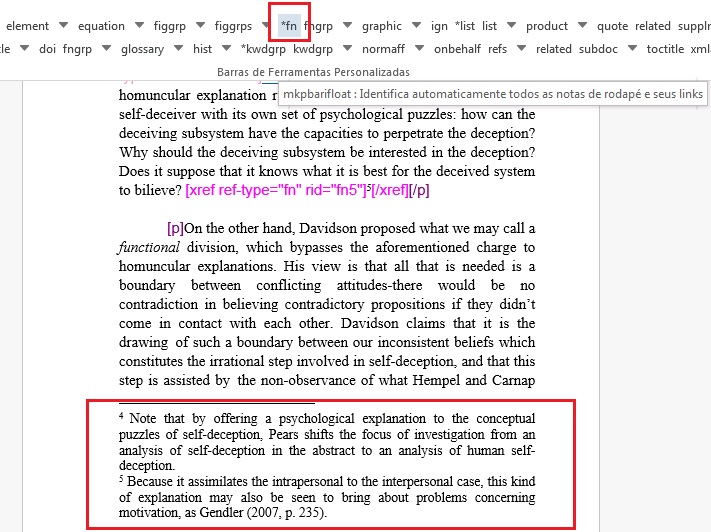 element equation figgrp figgrps *fn fngrp graphic ign *list list product quote related
doi fngrp glossary hist *kwdgrp kwdgrp normaff onbehalf refs related subdoc toctitle
Barras de Ferramentas Personalizadas
mkpbarifloat : Identifica automaticamente todos as notas de rodapé e seus links
homuncular explanation
self-deceiver with its own set of psychological puzzles: how can the
deceiving subsystem have the capacities to perpetrate the deception?
Why should the deceiving subsystem be interested in the deception?
Does it suppose that it knows what it is best for the deceived system
to bilieve? [xref ref-type="fn" rid="fn5"]5[/xref][/p]
[p]On the other hand, Davidson proposed what we may call a
functional division, which bypasses the aforementioned charge to
homuncular explanations. His view is that all that is needed is a
boundary between conflicting attitudes-there would be no
contradiction in believing contradictory propositions if they didn’t
come in contact with each other. Davidson claims that it is the
drawing of such a boundary between our inconsistent beliefs which
constitutes the irrational step involved in self-deception, and that this
step is assisted by the non-observance of what Hempel and Carnap
4 Note that by offering a psychological explanation to the conceptual
puzzles of self-deception, Pears shifts the focus of investigation from an
analysis of self-deception in the abstract to an analysis of human self-
deception.
5 Because it assimilates the intrapersonal to the interpersonal case, this kind
of explanation may also be seen to bring about problems concerning
motivation, as Gendler (2007, p. 235).